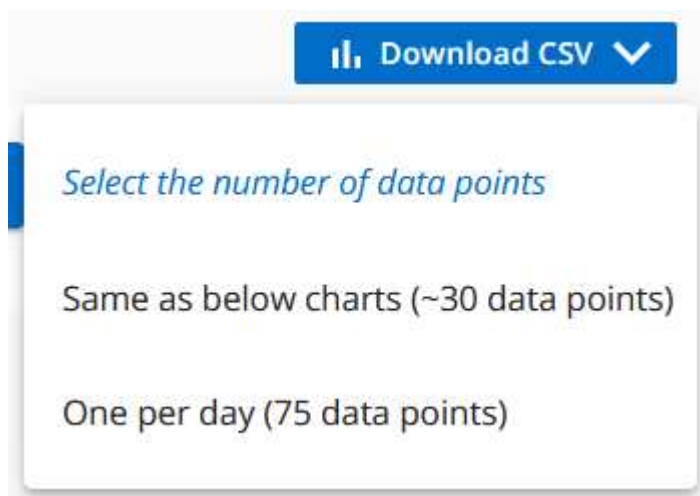 Download CSV
Select the number of data points
Same as below charts (~30 data points)
One per day (75 data points)